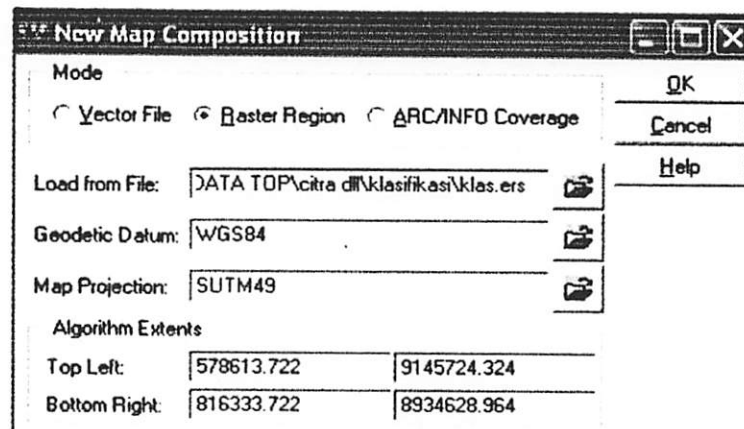 New Map Composition
Mode
Vector File Raster Region ARC/INFO Coverage
OK
Cancel
Help
Load from File: DATA TOP\citra dll\klasifikasi\klas.ers
Geodetic Datum: WGS84
Map Projection: SUTM49
Algorithm Extents
Top Left: 578613.722 9145724.324
Bottom Right: 816333.722 8934628.964